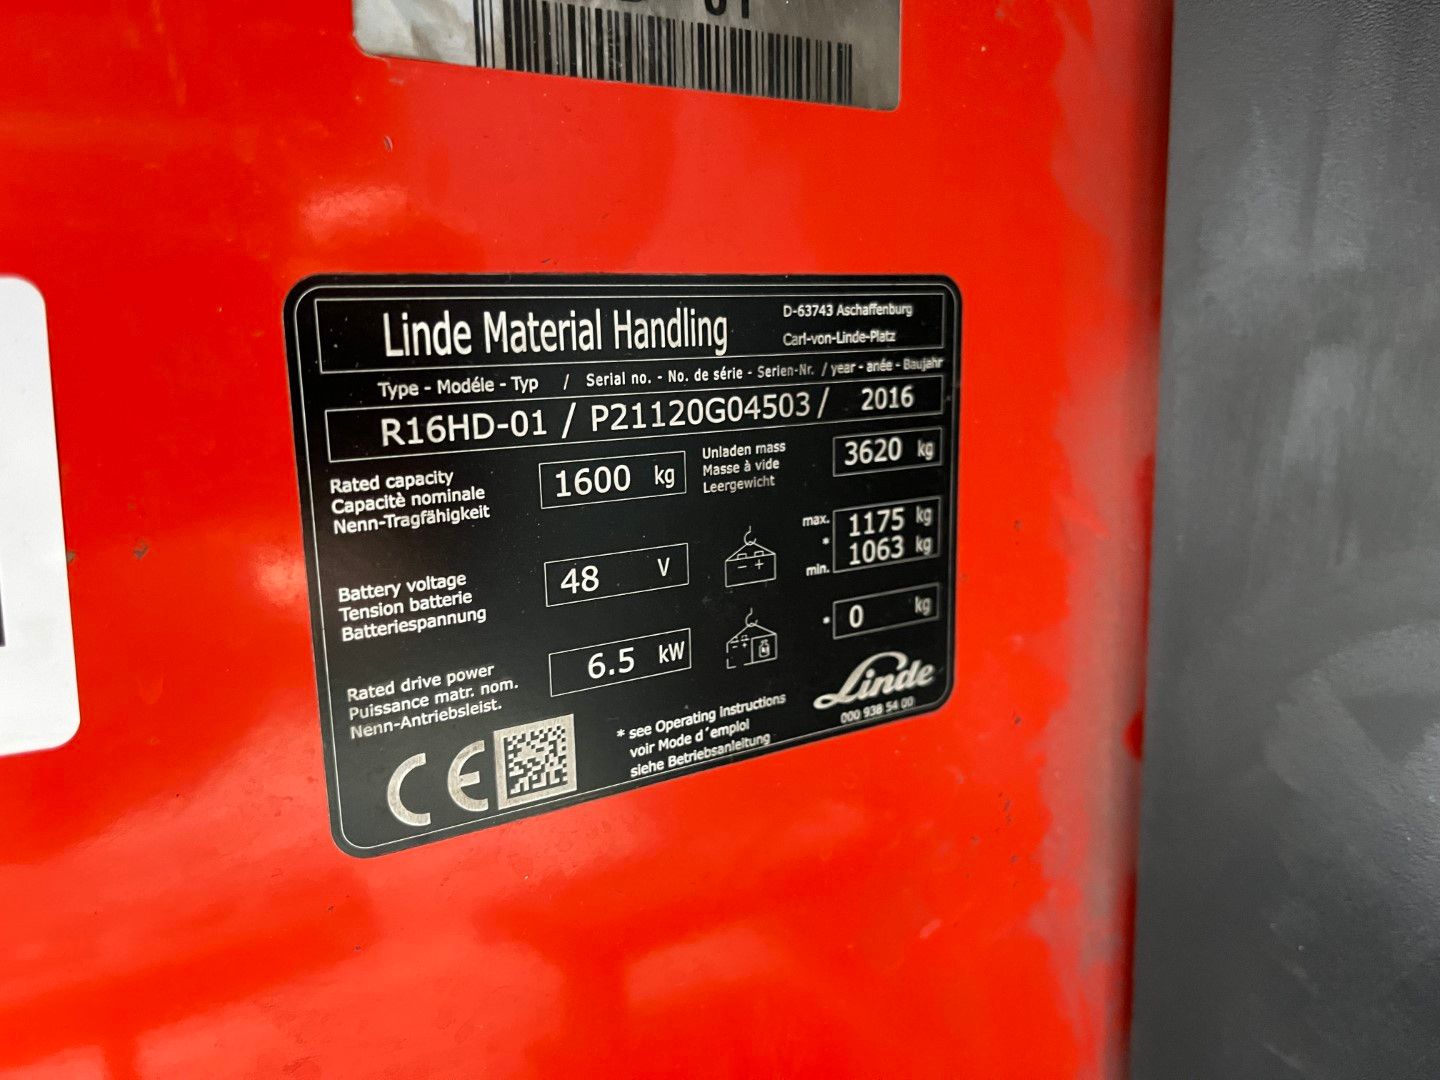 Linde Material Handling
D-63743 Aschaffenburg
Carl-von-Linde-Platz
Type - Modéle - Typ / Serial no. - No. de série - Serien-Nr. / year - anée - Baujahr
R16HD-01 / P21120G04503 / 2016
Rated capacity
Capacitè nominale
Nenn-Tragfähigkeit
1600 kg
Unladen mass
Masse à vide
Leergewicht
3620 kg
Battery voltage
Tension batterie
Batteriespannung
48 V
- +
max. 1175 kg
*
min. 1063 kg
Rated drive power
Puissance matr. nom.
Nenn-Antriebsleist.
6.5 kW
* 0 kg
CE
* see Operating Instructions
voir Mode d'emploi
siehe Betriebsanleitung
Linde
000 938 54 00